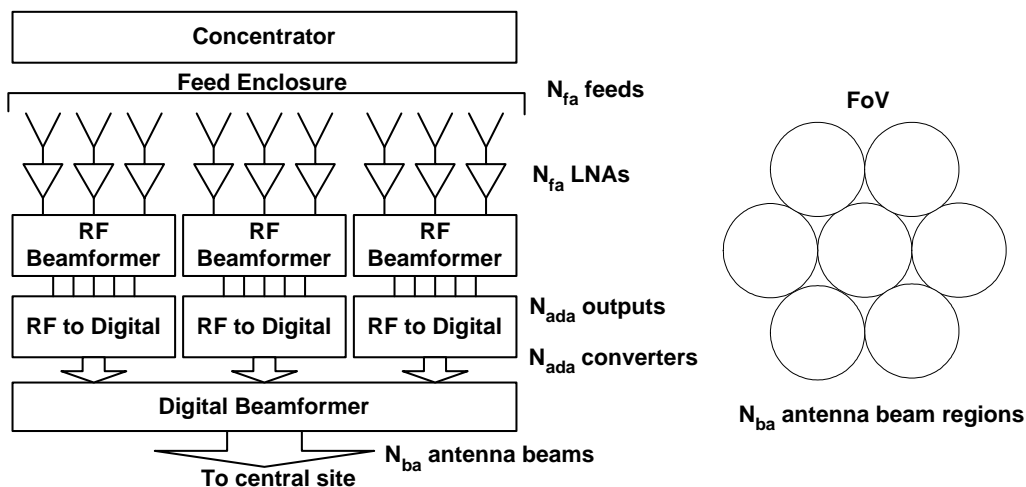 Concentrator
Feed Enclosure
N_fa feeds
N_fa LNAs
RF
Beamformer
RF
Beamformer
RF
Beamformer
N_ada outputs
RF to Digital
RF to Digital
RF to Digital
N_ada converters
Digital Beamformer
N_ba antenna beams
To central site
FoV
N_ba antenna beam regions